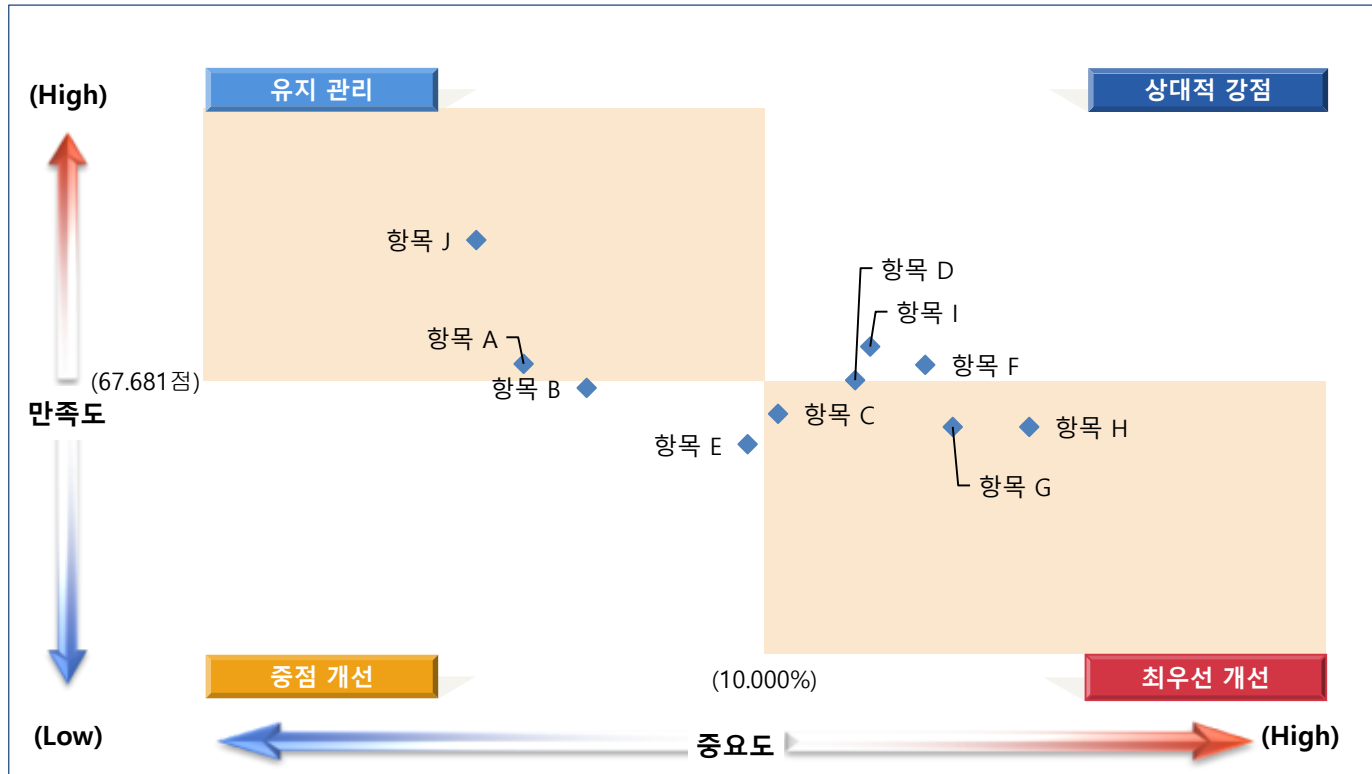 유지 관리
상대적 강점
(High)
항목 J
항목 D
항목 I
항목 A
항목 F
(67.681점)
항목 B
만족도
항목 C
항목 H
항목 E
항목 G
중점 개선
(10.000%)
최우선 개선
(Low)
중요도
(High)